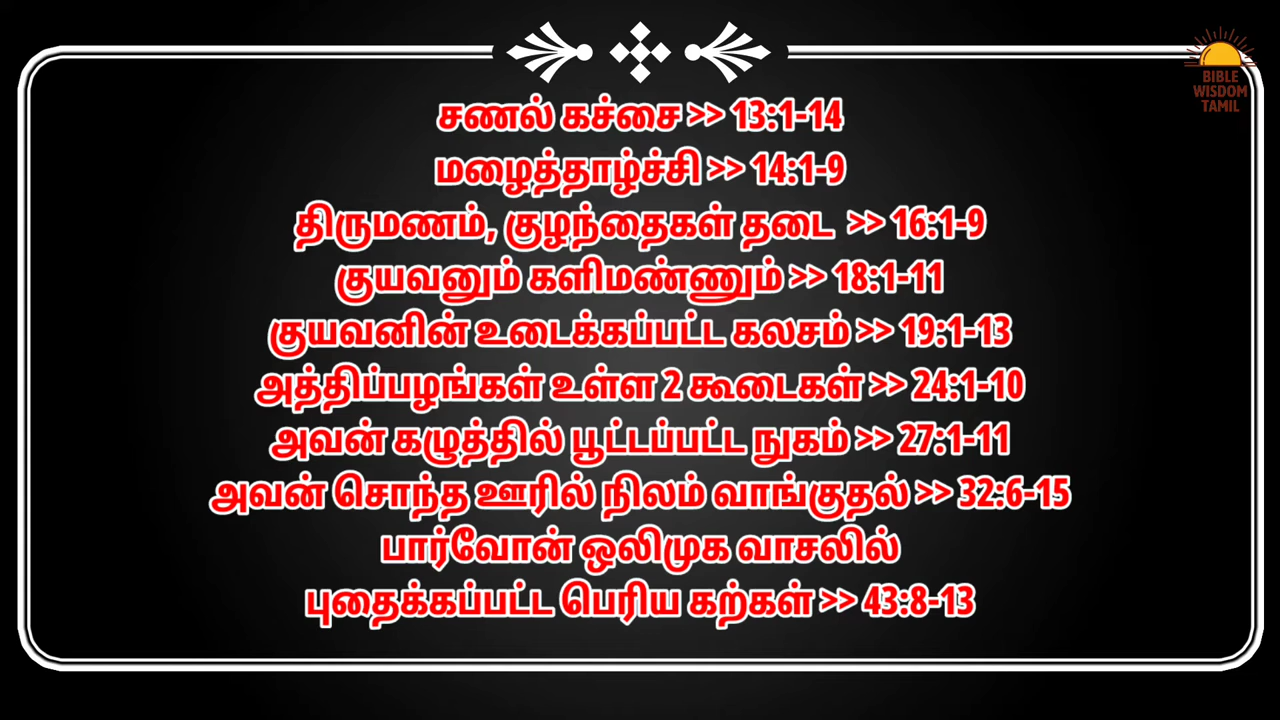 BIBLE
WISDOM
TAMIL
சணல் கச்சை >> 13:1-14
மழைத்தாழ்ச்சி >> 14:1-9
திருமணம், குழந்தைகள் தடை >> 16:1-9
குயவனும் களிமண்ணும் >> 18:1-11
குயவனின் உடைக்கப்பட்ட கலசம் >> 19:1-13
அத்திப்பழங்கள் உள்ள 2 கூடைகள் >> 24:1-10
அவன் கழுத்தில் பூட்டப்பட்ட நுகம் >> 27:1-11
அவன் சொந்த ஊரில் நிலம் வாங்குதல் >> 32:6-15
பார்வோன் ஒலிமுக வாசலில்
புதைக்கப்பட்ட பெரிய கற்கள் >> 43:8-13